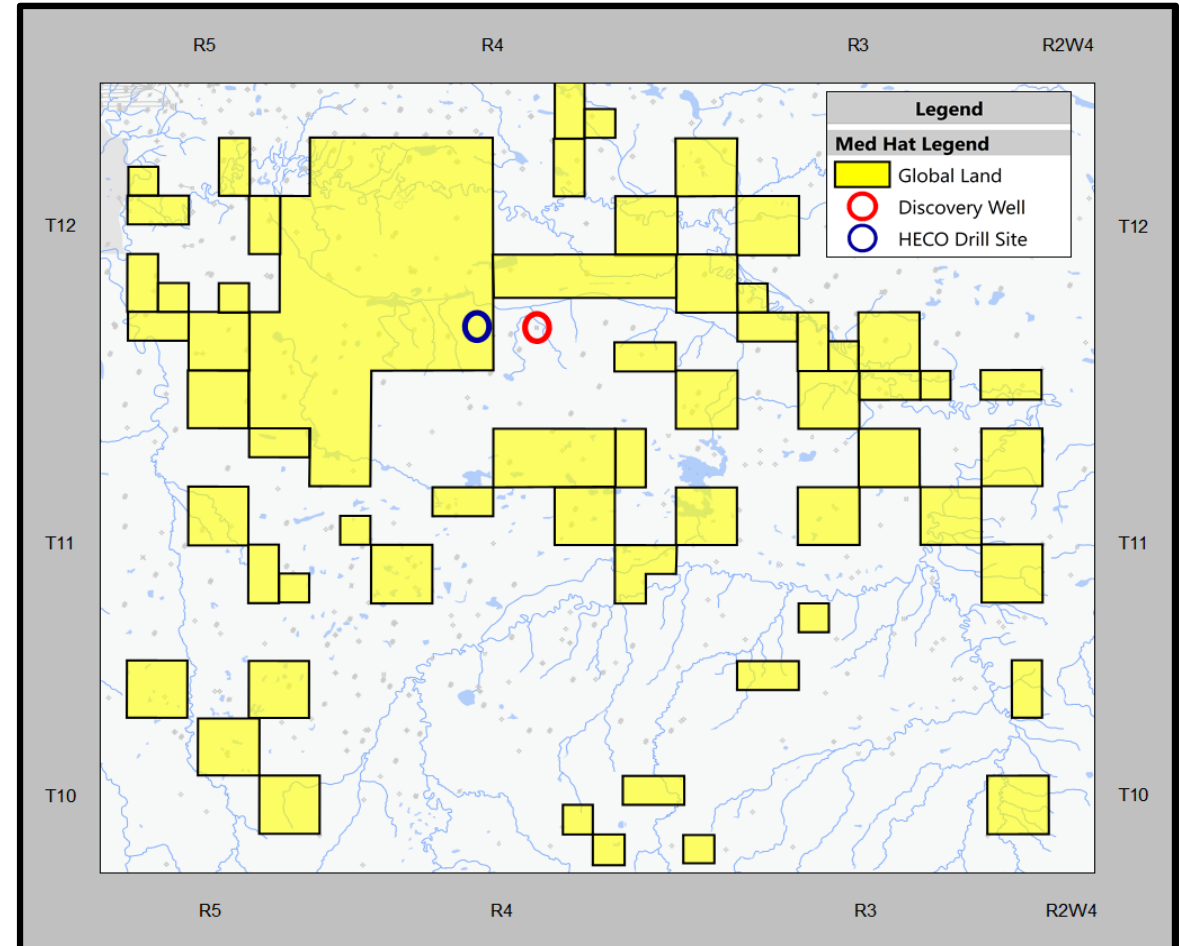 R5 R4 R3 R2W4
Legend
Med Hat Legend
Global Land
Discovery Well
HECO Drill Site
T12 T12
T11 T11
T10 T10
R5 R4 R3 R2W4